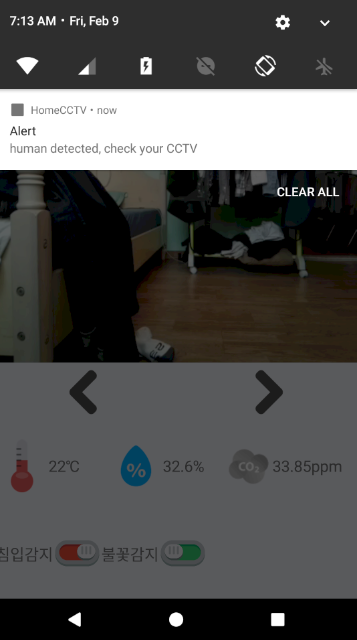 7:13 AM • Fri, Feb 9
HomeCCTV • now
Alert
human detected, check your CCTV
CLEAR ALL
22℃
%
32.6%
CO2
33.85ppm
침입감지
불꽃감지